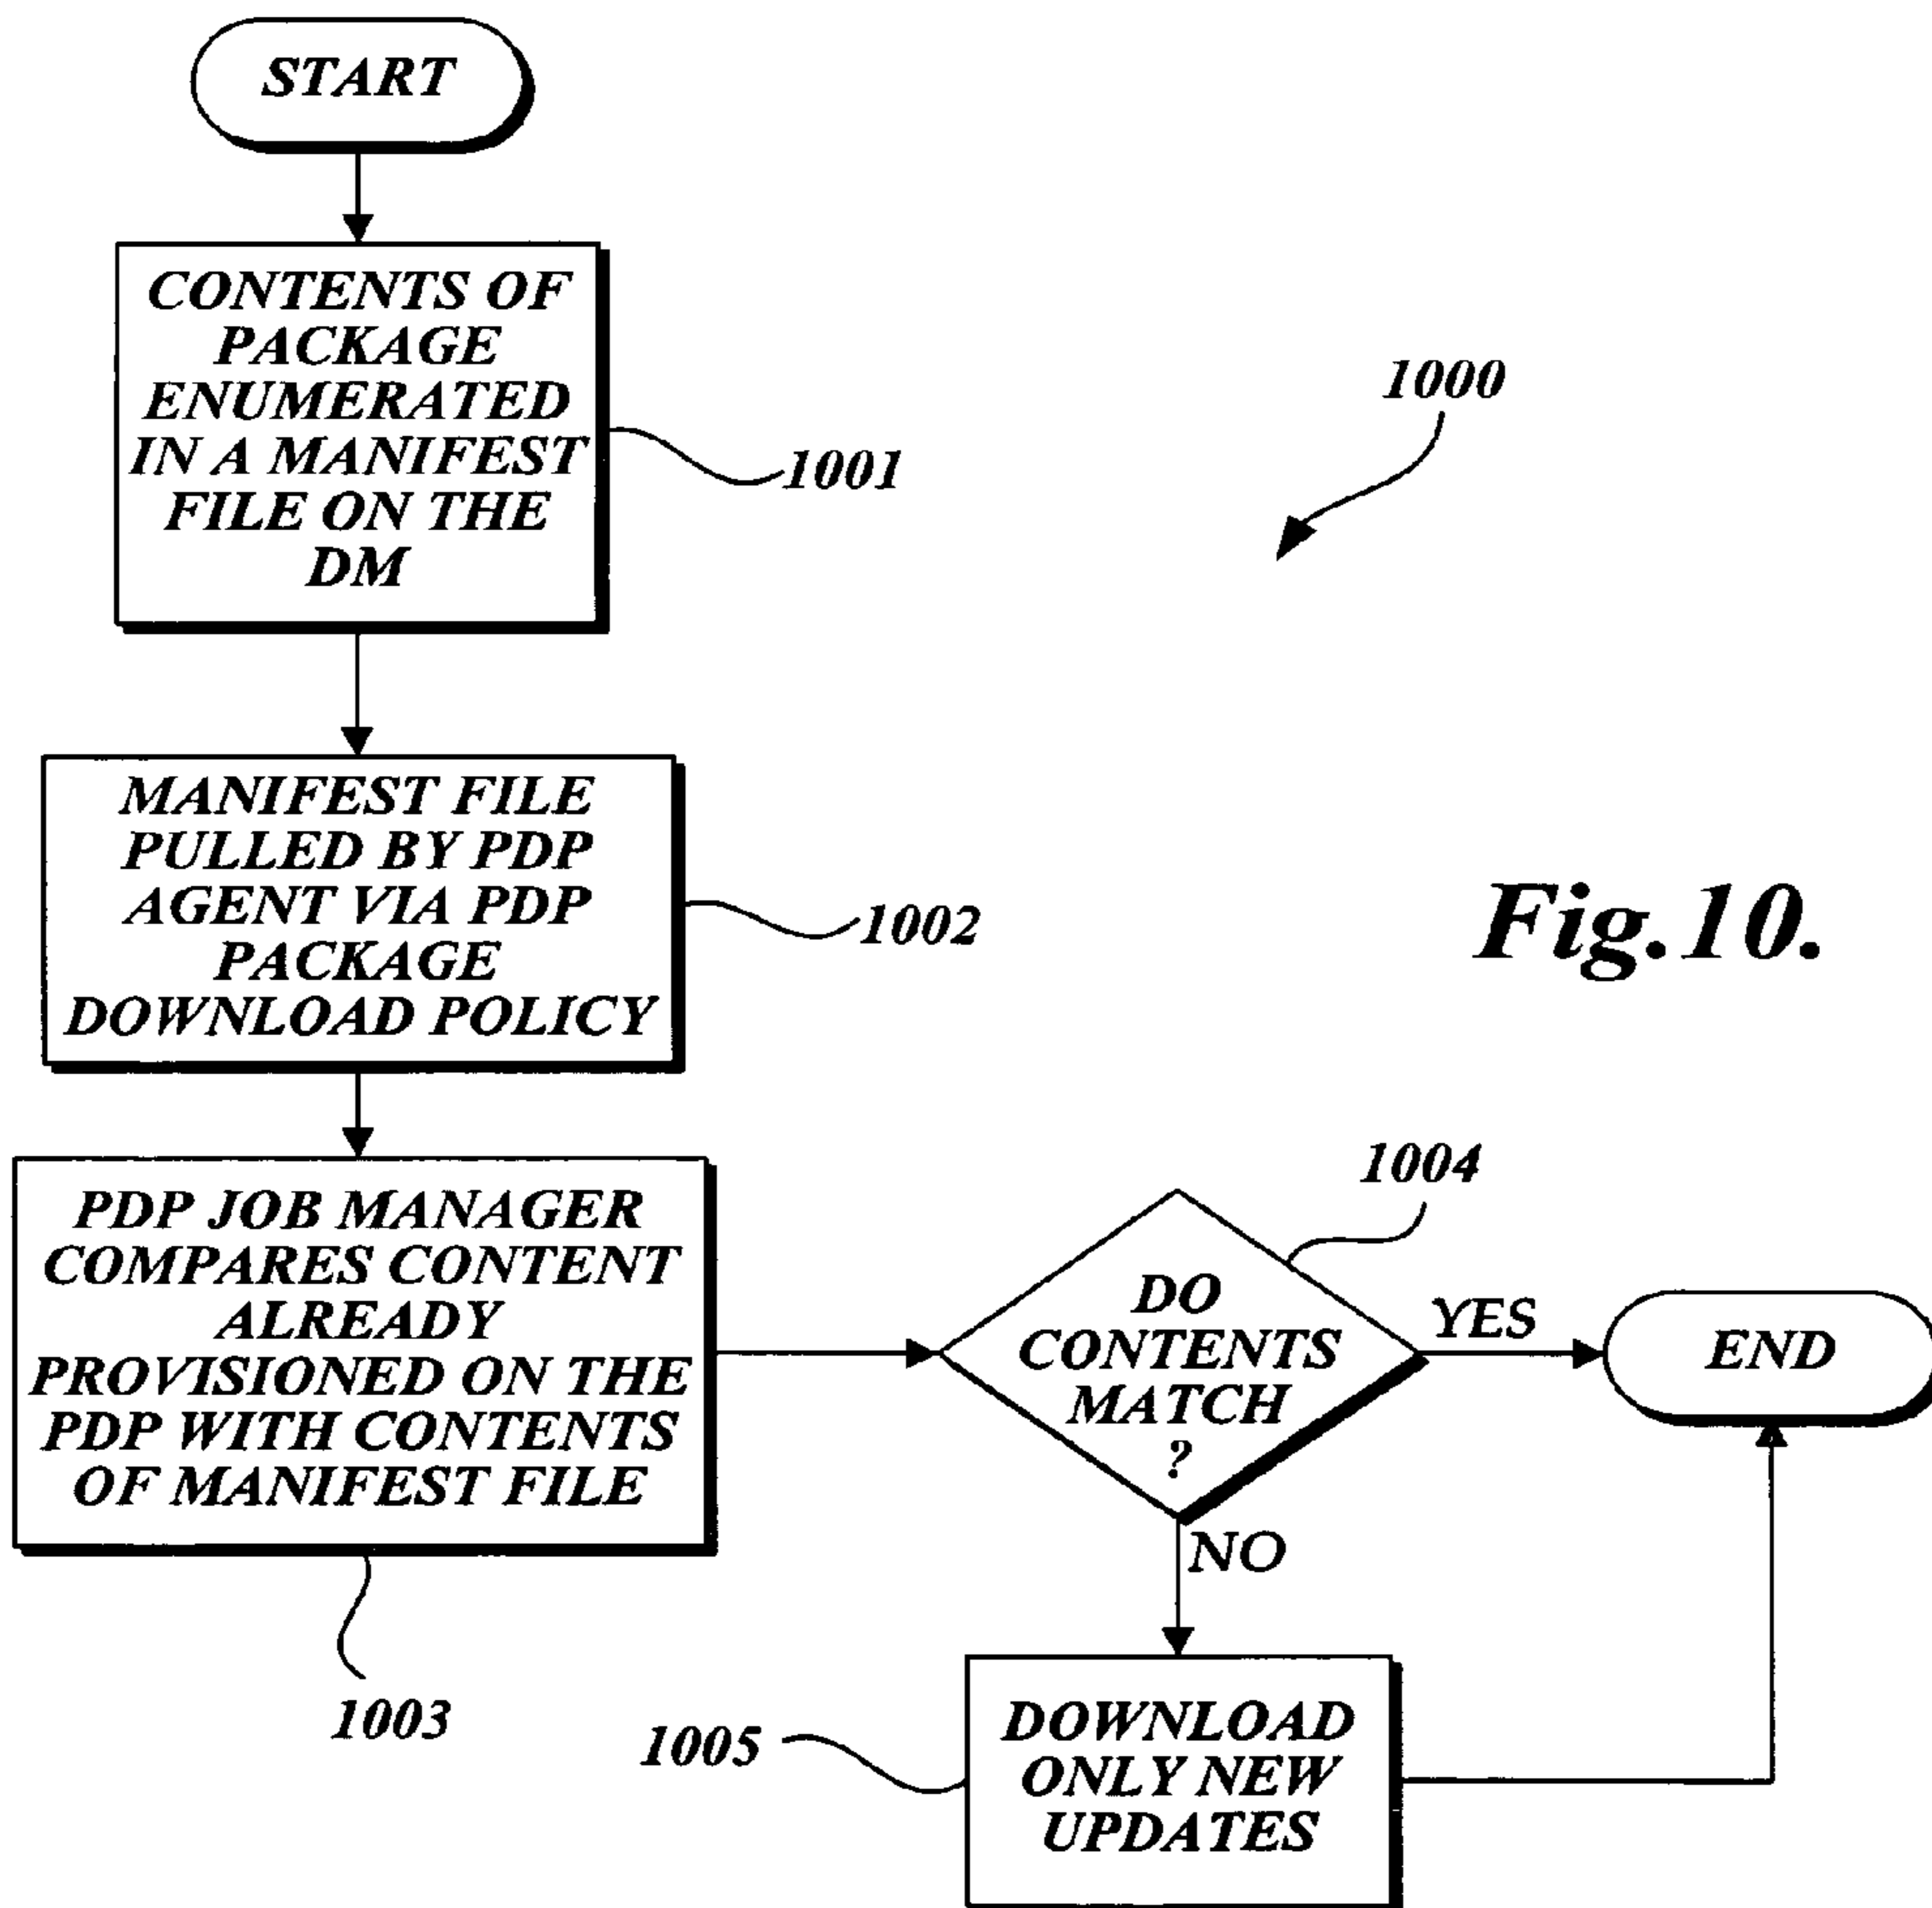 START
CONTENTS OF
PACKAGE
ENUMERATED
IN A MANIFEST
FILE ON THE
DM
1001
1000
MANIFEST FILE
PULLED BY PDP
AGENT VIA PDP
PACKAGE
DOWNLOAD POLICY
1002
Fig.10.
PDP JOB MANAGER
COMPARES CONTENT
ALREADY
PROVISIONED ON THE
PDP WITH CONTENTS
OF MANIFEST FILE
1003
1004
DO
CONTENTS
MATCH
?
YES
END
NO
1005
DOWNLOAD
ONLY NEW
UPDATES